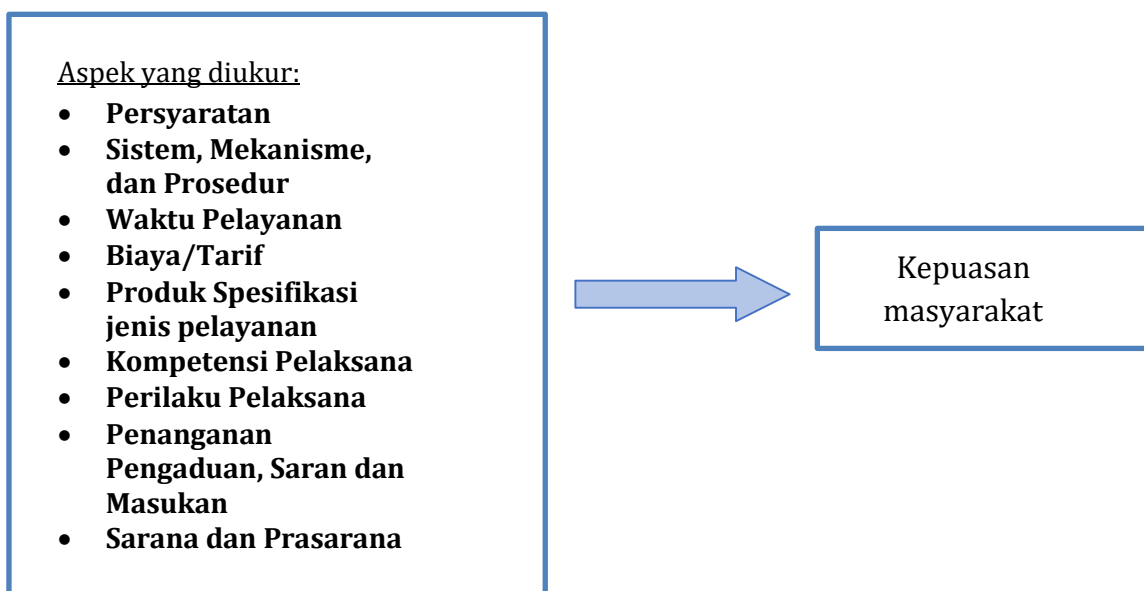 Aspek yang diukur:
• Persyaratan
• Sistem, Mekanisme,
dan Prosedur
• Waktu Pelayanan
• Biaya/Tarif
• Produk Spesifikasi
jenis pelayanan
• Kompetensi Pelaksana
• Perilaku Pelaksana
• Penanganan
Pengaduan, Saran dan
Masukan
• Sarana dan Prasarana
Kepuasan
masyarakat